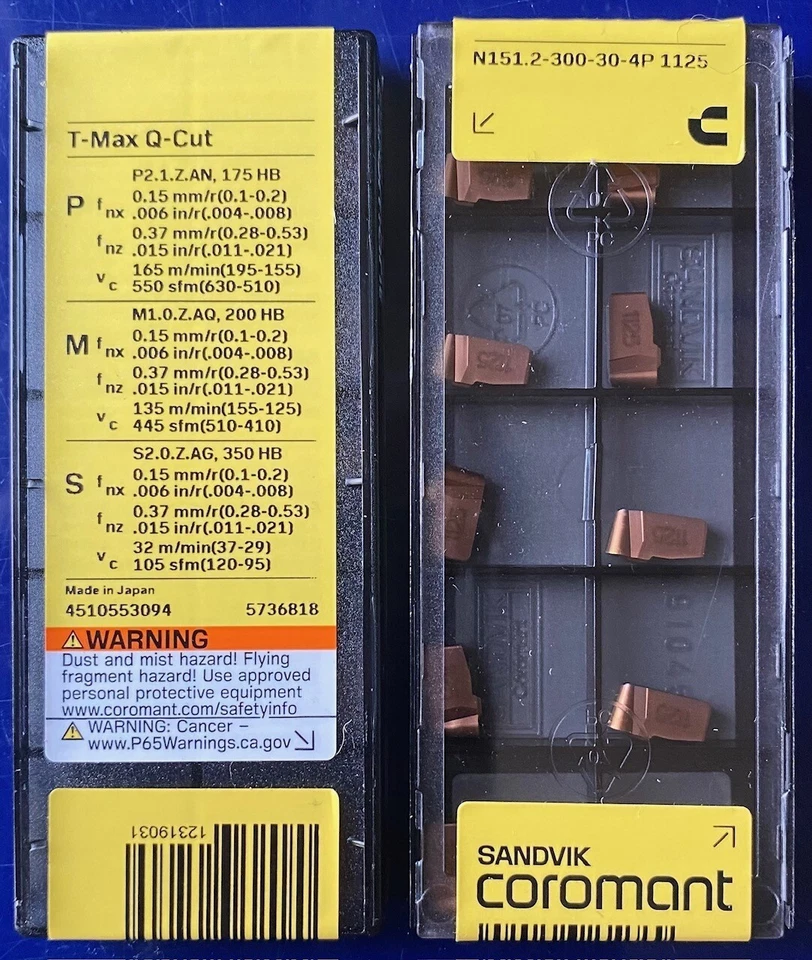 T-Max Q-Cut
P2.1.Z.AN, 175 HB
P fnx 0.15 mm/r(0.1-0.2)
.006 in/r(.004-.008)
fnz 0.37 mm/r(0.28-0.53)
.015 in/r(.011-.021)
vc 165 m/min(195-155)
550 sfm(630-510)
M1.0.Z.AQ, 200 HB
M fnx 0.15 mm/r(0.1-0.2)
.006 in/r(.004-.008)
fnz 0.37 mm/r(0.28-0.53)
.015 in/r(.011-.021)
vc 135 m/min(155-125)
445 sfm(510-410)
S2.0.Z.AG, 350 HB
S fnx 0.15 mm/r(0.1-0.2)
.006 in/r(.004-.008)
fnz 0.37 mm/r(0.28-0.53)
.015 in/r(.011-.021)
vc 32 m/min(37-29)
105 sfm(120-95)
Made in Japan
4510553094 5736818
WARNING
Dust and mist hazard! Flying
fragment hazard! Use approved
personal protective equipment
www.coromant.com/safetyinfo
WARNING: Cancer –
www.P65Warnings.ca.gov
12319031
N151.2-300-30-4P 1125
PC
SANDVIK
1125
1125
1125
SANDVIK
Coromant
SANDVIK
coromant